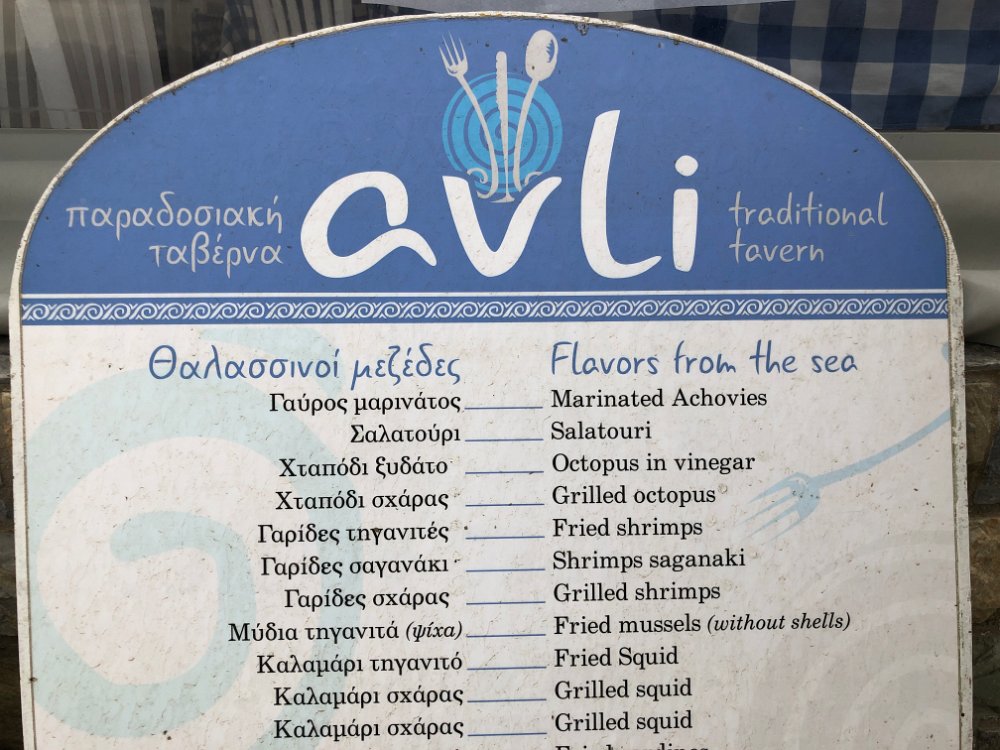 παραδοσιακή
ταβέρνα
avli
traditional
tavern
Θαλασσινοί μεζέδες Flavors from the sea
Γαύρος μαρινάτος Marinated Achovies
Σαλατούρι Salatouri
Χταπόδι ξυδάτο Octopus in vinegar
Χταπόδι σχάρας Grilled octopus
Γαρίδες τηγανιτές Fried shrimps
Γαρίδες σαγανάκι Shrimps saganaki
Γαρίδες σχάρας Grilled shrimps
Μύδια τηγανιτά (ψίχα) Fried mussels (without shells)
Καλαμάρι τηγανιτό Fried Squid
Καλαμάρι σχάρας Grilled squid
Καλαμάρι σχάρας Grilled squid